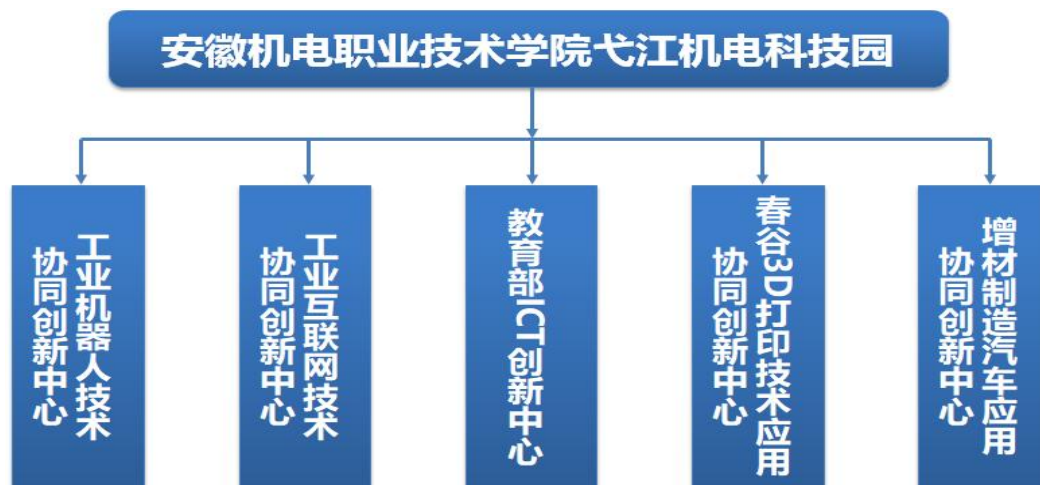 安徽机电职业技术学院弋江机电科技园
工业机器人技术
协同创新中心
工业互联网技术
协同创新中心
教育部ICT创新中心
春谷3D打印技术应用
协同创新中心
增材制造汽车应用
协同创新中心